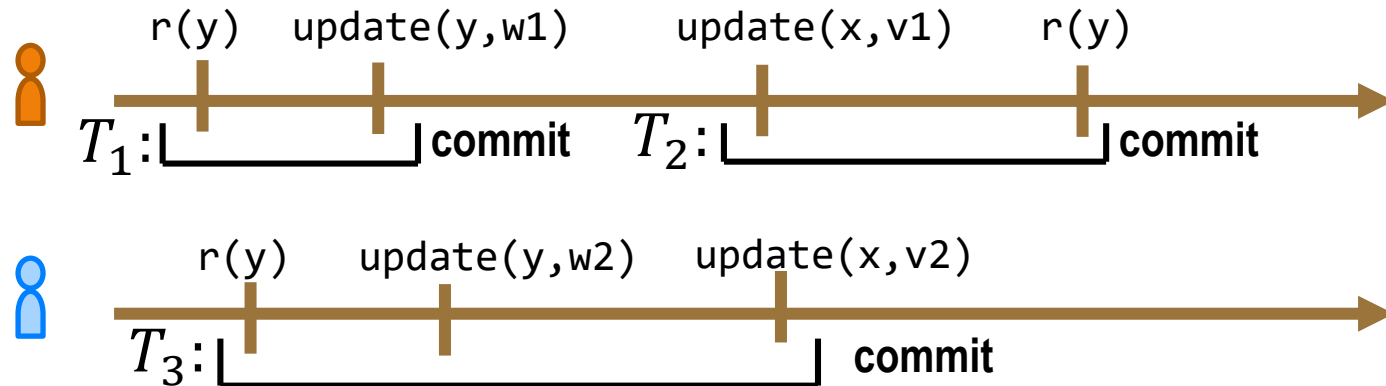 r(y) update(y,w1) update(x,v1) r(y)
T₁: commit T₂: commit
r(y) update(y,w2) update(x,v2)
T₃: commit